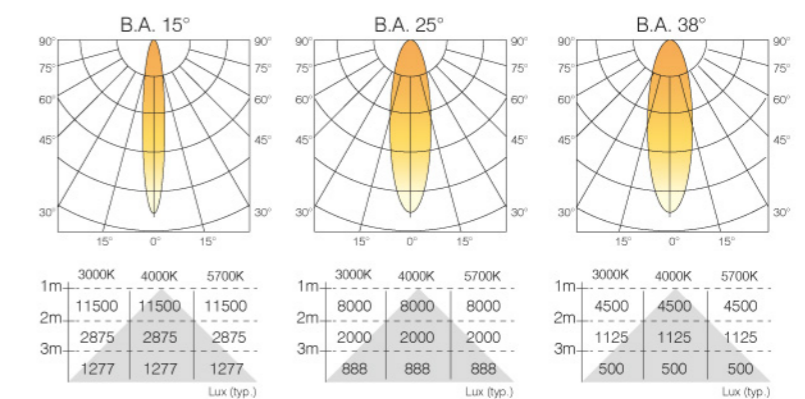 B.A. 15° B.A. 25° B.A. 38°
90° 90° 90° 90° 90° 90°
75° 75° 75° 75° 75° 75°
60° 60° 60° 60° 60° 60°
45° 45° 45° 45° 45° 45°
30° 30° 30° 30° 30° 30°
15° 0° 15° 15° 0° 15° 15° 0° 15°
3000K 4000K 5700K 3000K 4000K 5700K 3000K 4000K 5700K
1m 1m 1m
11500 11500 11500 8000 8000 8000 4500 4500 4500
2m 2m 2m
2875 2875 2875 2000 2000 2000 1125 1125 1125
3m 3m 3m
1277 1277 1277 888 888 888 500 500 500
Lux (typ.) Lux (typ.) Lux (typ.)